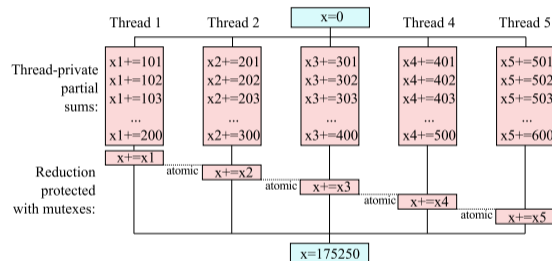 x=0
Thread 1 Thread 2 Thread 4 Thread 5
Thread-private
partial
sums:
x1+=101 x2+=201 x3+=301 x4+=401 x5+=501
x1+=102 x2+=202 x3+=302 x4+=402 x5+=502
x1+=103 x2+=203 x3+=303 x4+=403 x5+=503
... ... ... ... ...
x1+=200 x2+=300 x3+=400 x4+=500 x5+=600
Reduction
protected
with mutexes:
x+=x1
atomic x+=x2
atomic x+=x3
atomic x+=x4
atomic x+=x5
x=175250